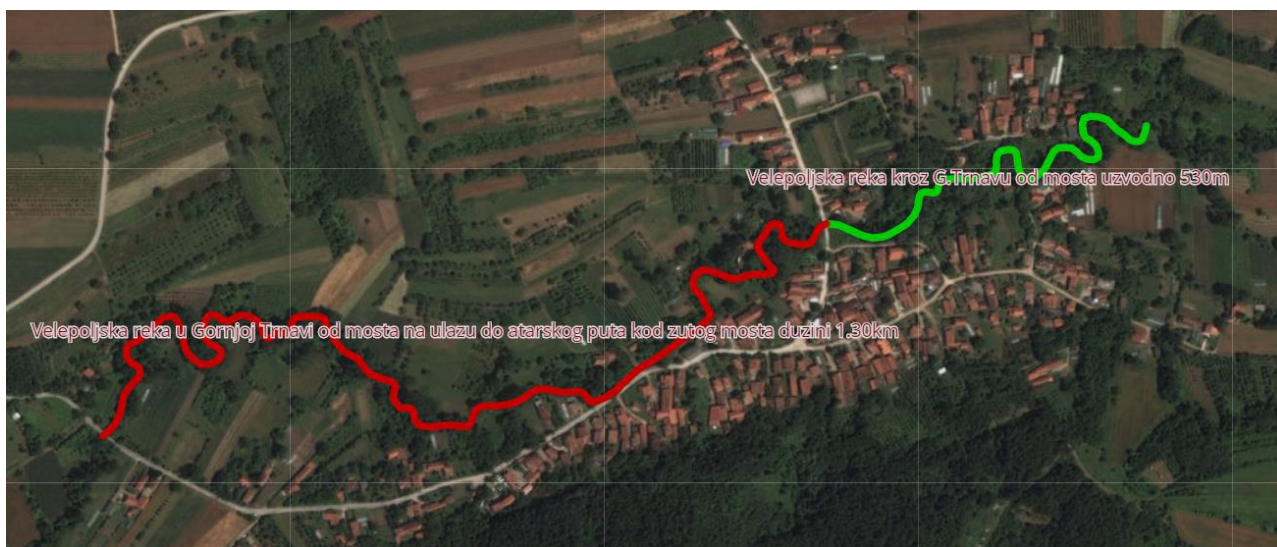 Velepoljska reka kroz G.Trnavu od mosta uzvodno 530m
Velepoljska reka u Gornjoj Trnavi od mosta na ulazu do atarskog puta kod zutog mosta duzini 1.30km